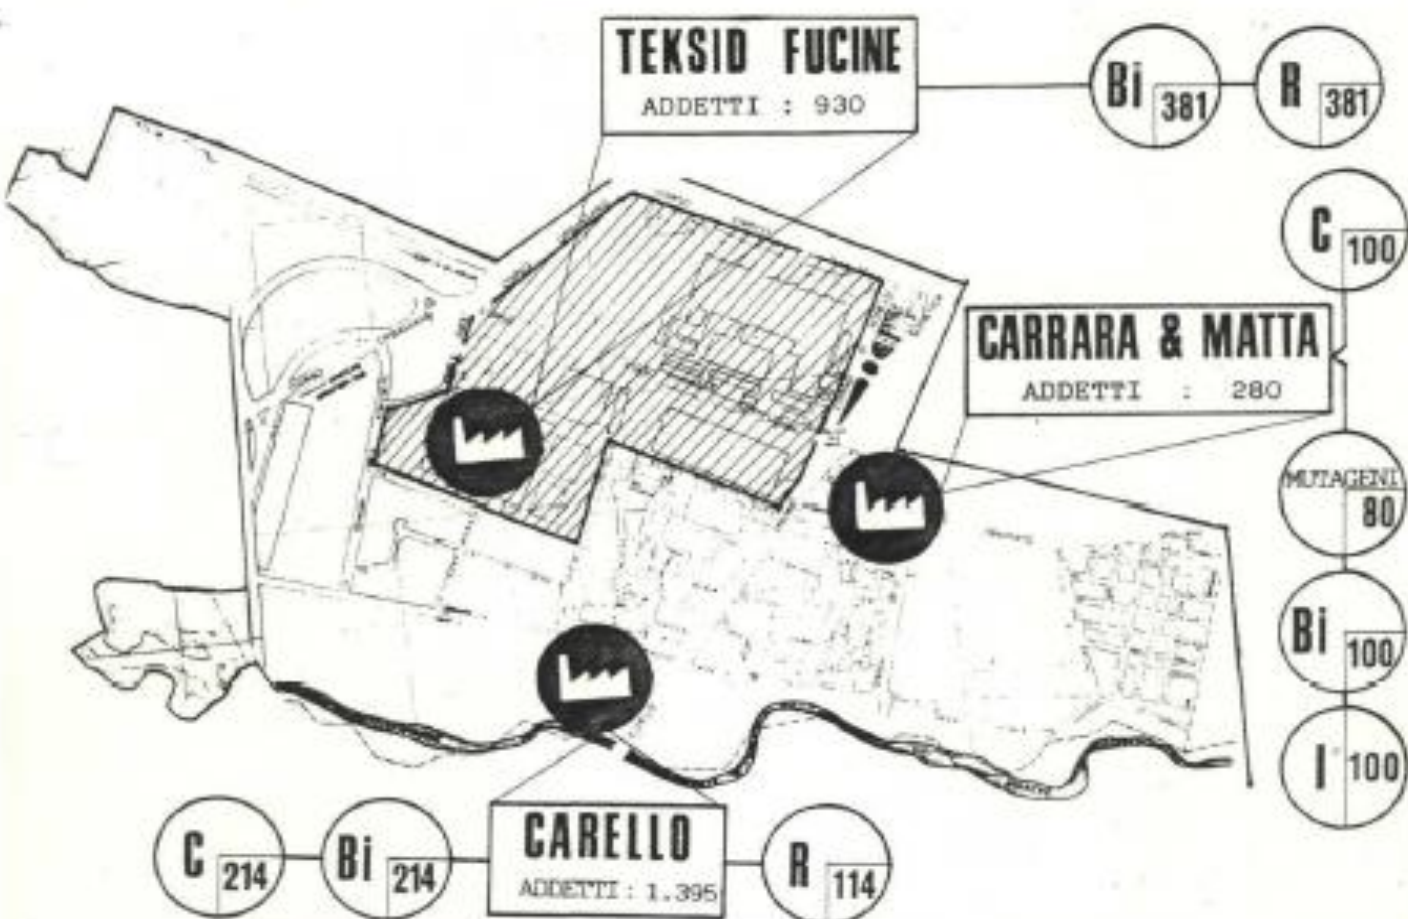 TEKSID FUCINE
ADDETTI : 930
Bi 381
R 381
C 100
CARRARA & MATTA
ADDETTI : 280
MUTAGENI 80
Bi 100
I 100
C 214
Bi 214
CARELLO
ADDETTI : 1.395
R 114